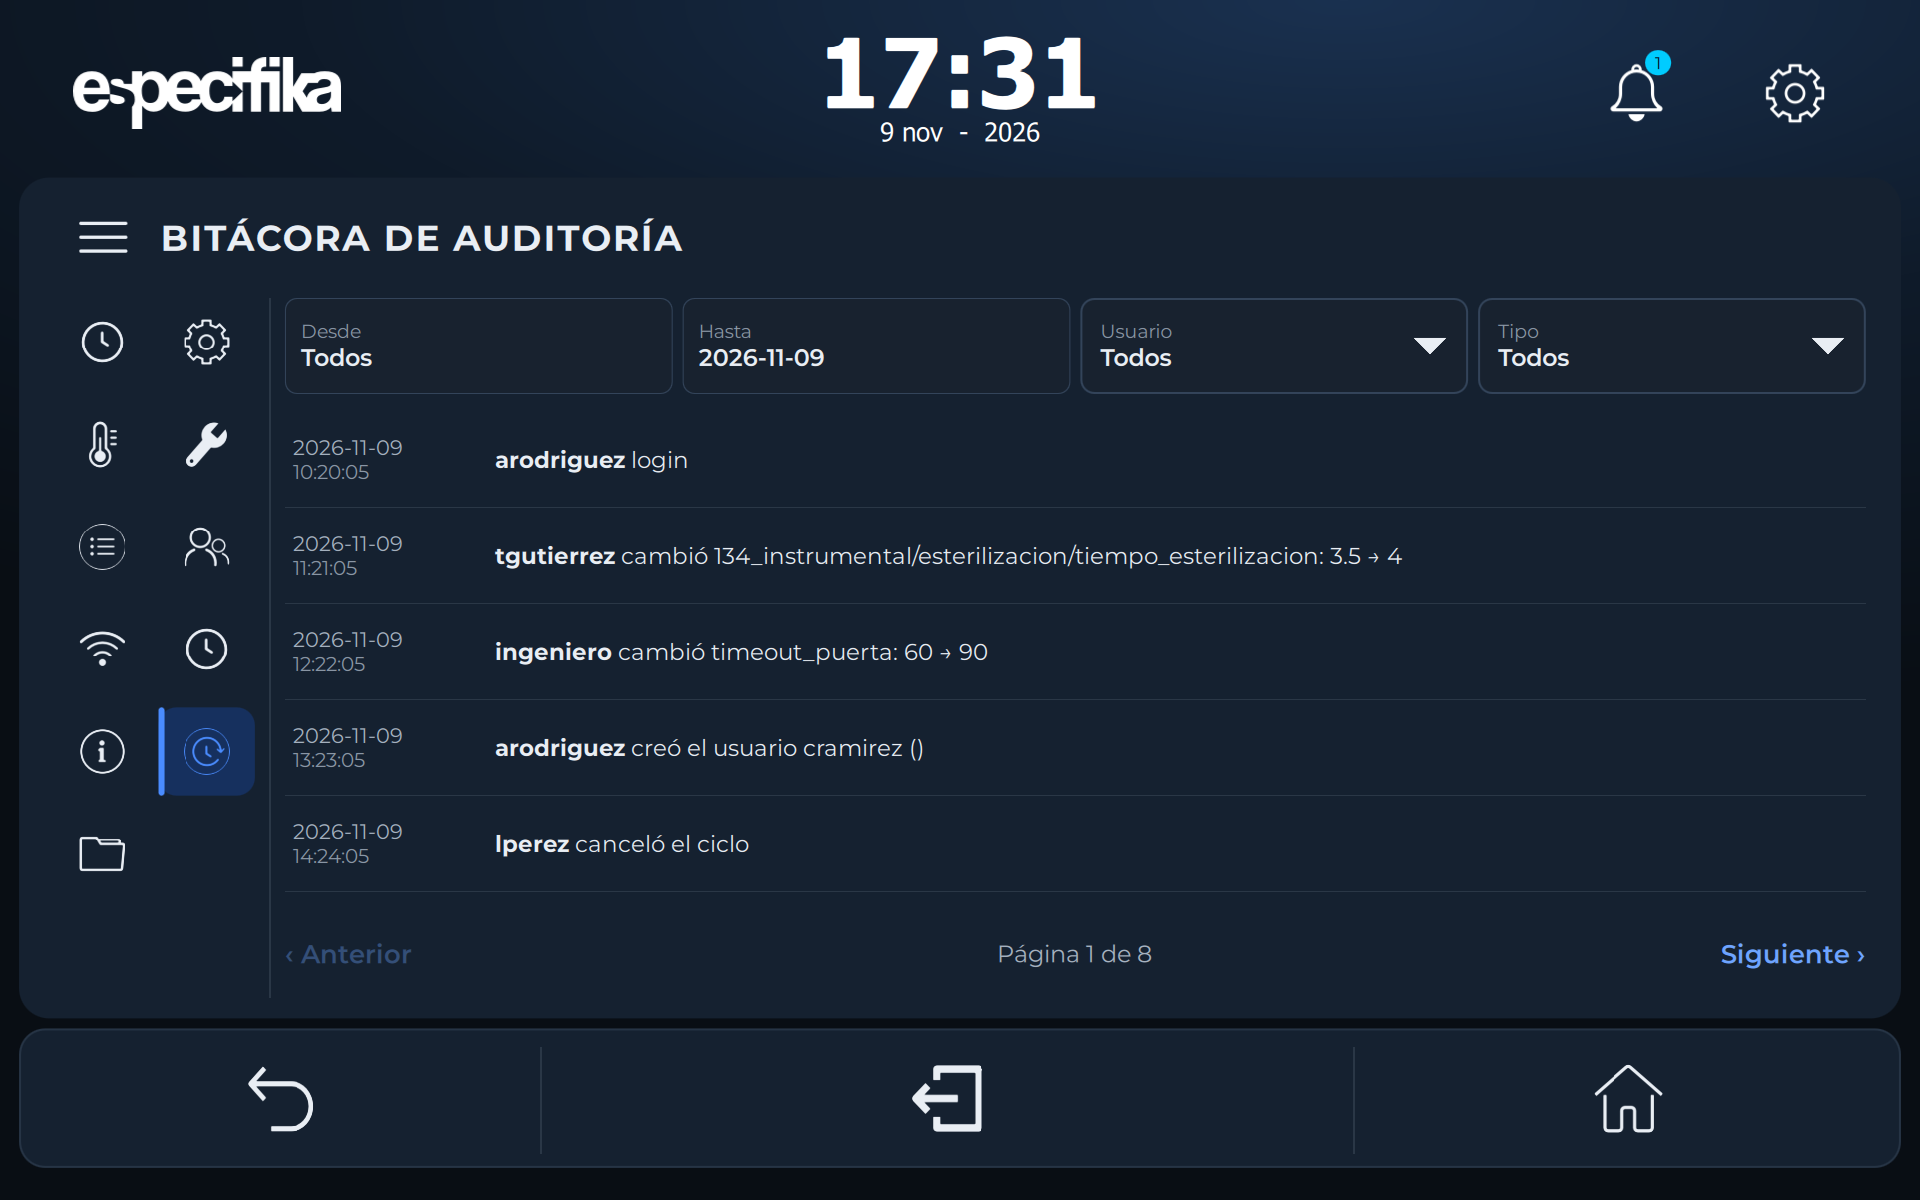 especifika
17:31
9 nov - 2026
1
BITÁCORA DE AUDITORÍA
Desde
Todos
Hasta
2026-11-09
Usuario
Todos
Tipo
Todos
2026-11-09
10:20:05
arodriguez login
2026-11-09
11:21:05
tgutierrez cambió 134_instrumental/esterilizacion/tiempo_esterilizacion: 3.5 → 4
2026-11-09
12:22:05
ingeniero cambió timeout_puerta: 60 → 90
2026-11-09
13:23:05
arodriguez creó el usuario cramirez ()
2026-11-09
14:24:05
lperez canceló el ciclo
‹ Anterior
Página 1 de 8
Siguiente ›